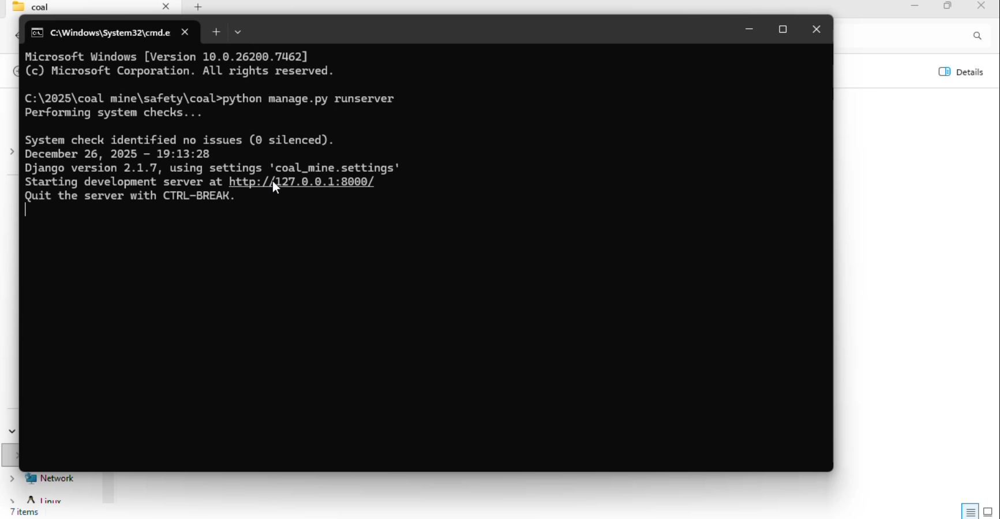 coal
C:\Windows\System32\cmd.e
Microsoft Windows [Version 10.0.26200.7462]
(c) Microsoft Corporation. All rights reserved.
Details
C:\2025\coal mine\safety\coal>python manage.py runserver
Performing system checks...
System check identified no issues (0 silenced).
December 26, 2025 - 19:13:28
Django version 2.1.7, using settings 'coal_mine.settings'
Starting development server at http://127.0.0.1:8000/
Quit the server with CTRL-BREAK.
Network
Linux
7 items